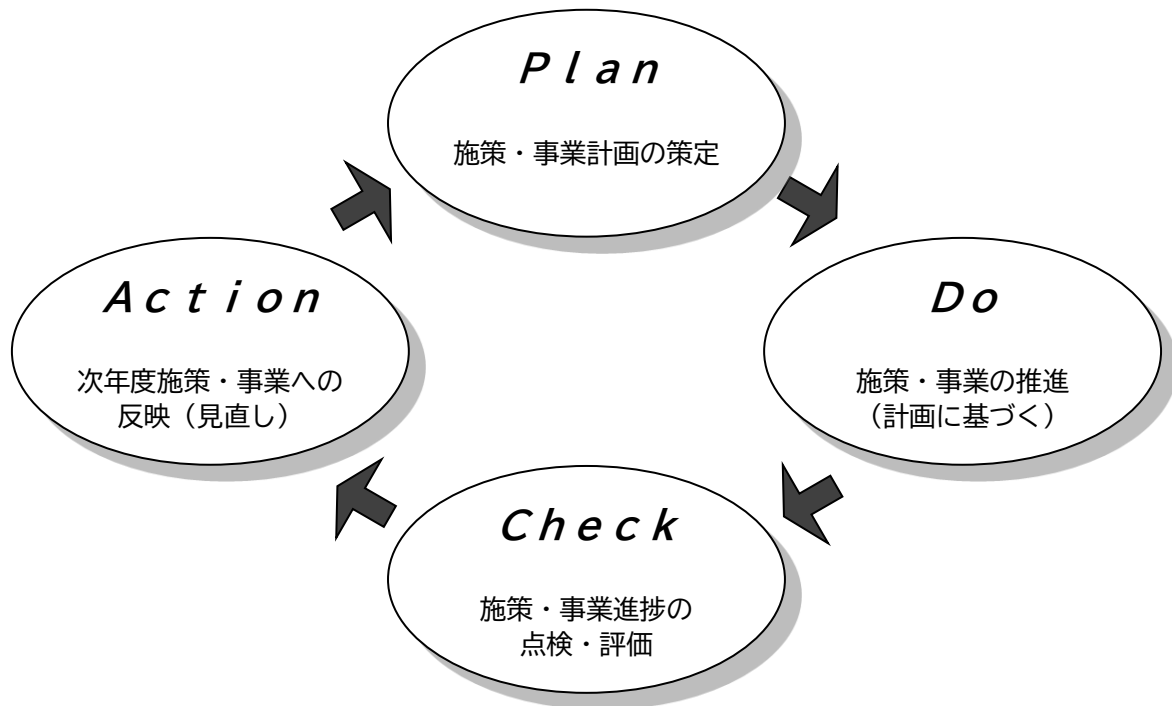 Plan
施策・事業計画の策定
Do
施策・事業の推進
（計画に基づく）
Check
施策・事業進捗の
点検・評価
Action
次年度施策・事業への
反映（見直し）